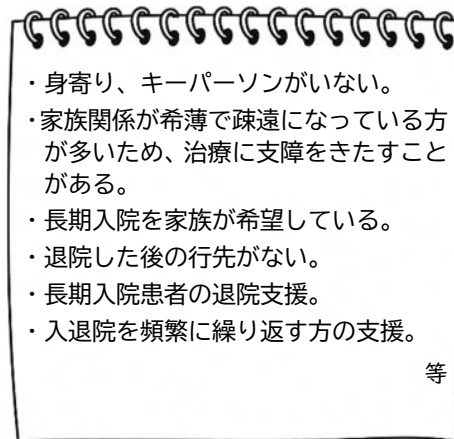 ・身寄り、キーパーソンがいない。
・家族関係が希薄で疎遠になっている方
が多いため、治療に支障をきたすこと
がある。
・長期入院を家族が希望している。
・退院した後の行先がない。
・長期入院患者の退院支援。
・入退院を頻繁に繰り返す方の支援。
等